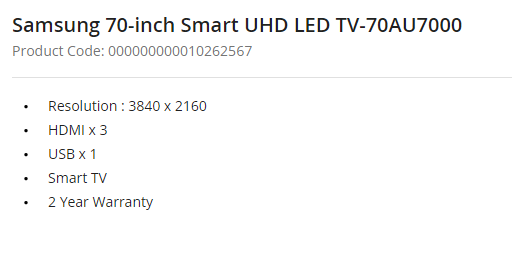 Samsung 70-inch Smart UHD LED TV-70AU7000
Product Code: 000000000010262567
• Resolution : 3840 x 2160
• HDMI x 3
• USB x 1
• Smart TV
• 2 Year Warranty